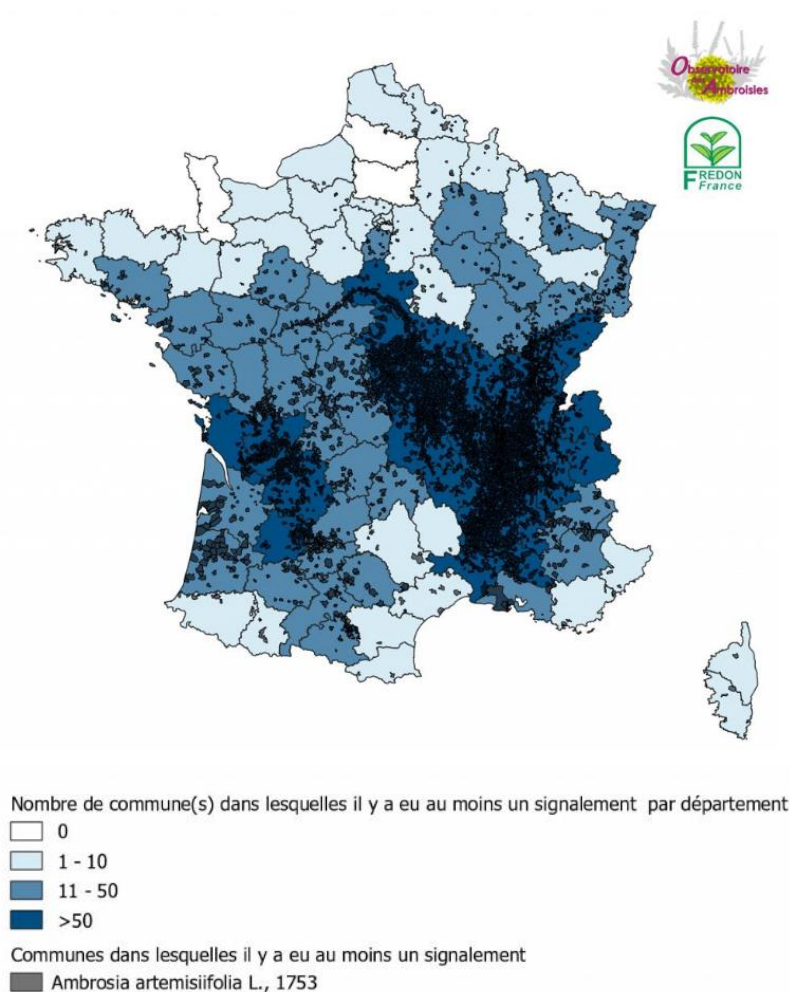 Observatoire
des
Ambroisies
FREDON
France
Nombre de commune(s) dans lesquelles il y a eu au moins un signalement par département
0
1 - 10
11 - 50
>50
Communes dans lesquelles il y a eu au moins un signalement
Ambrosia artemisiifolia L., 1753